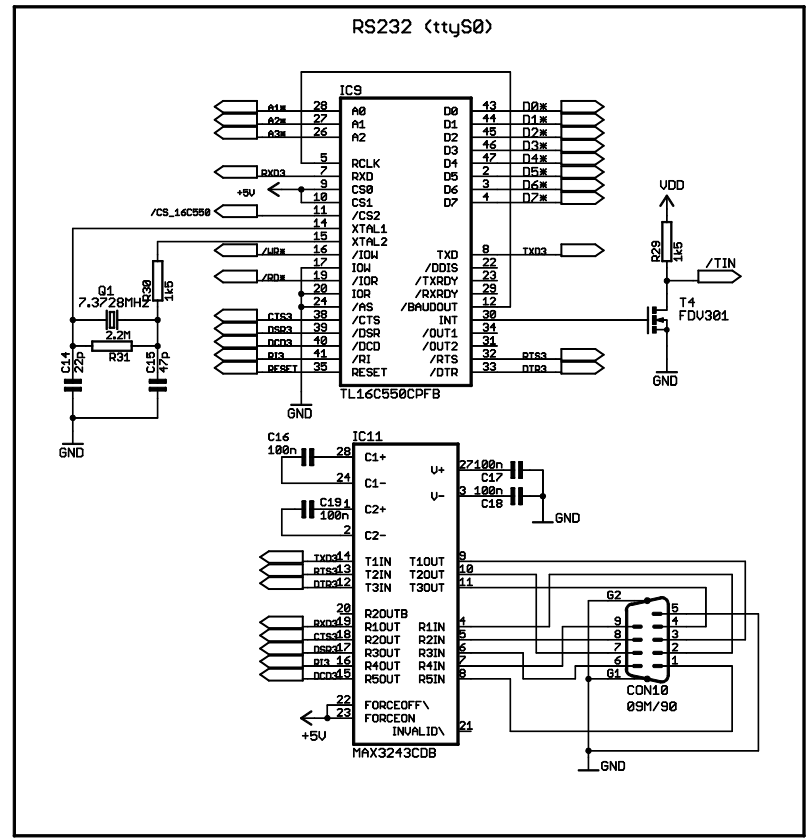 RS232 (ttyS0)
IC9
A1* 28 A0 D0 43 D0*
A2* 27 A1 D1 44 D1*
A3* 26 A2 D2 45 D2*
D3 46 D3*
5 RCLK D4 47 D4*
RXD3 7 RXD D5 2 D5*
+5V 9 CS0 D6 3 D6*
10 CS1 D7 4 D7*
/CS_16C550 11 /CS2
14 XTAL1
15 XTAL2
/WR* 16 /IOW TXD 8 TXD3
17 IOW /DDIS 22
/RD* 19 /IOR /TXRDY 23
20 IOR /RXRDY 29
24 /AS /BAUDOUT 12
CTS3 38 /CTS INT 30
DSR3 39 /DSR /OUT1 34
DCD3 40 /DCD /OUT2 31
RI3 41 /RI /RTS 32 RTS3
RESET 35 RESET /DTR 33 DTR3
TL16C550CPFB
VDD
R29
1k5
/TIN
T4
FDV301
GND
Q1
7.3728MHZ
R30
1k5
2.2M
R31
C14
22p
C15
47p
GND
GND
IC11
C16
100n
28 C1+
24 C1-
C19
100n
1 C2+
2 C2-
V+ 27 100n
C17
V- 3 100n
C18
GND
TXD3 14 T1IN T1OUT 9
RTS3 13 T2IN T2OUT 10
DTR3 12 T3IN T3OUT 11
20 R2OUTB
RXD3 19 R1OUT R1IN 4
CTS3 18 R2OUT R2IN 5
DSR3 17 R3OUT R3IN 6
RI3 16 R4OUT R4IN 7
DCD3 15 R5OUT R5IN 8
22 FORCEOFF\
23 FORCEON
+5V
INVALID\ 21
MAX3243CDB
G2
5
9 4
8 3
7 2
6 1
G1
CON10
09M/90
GND